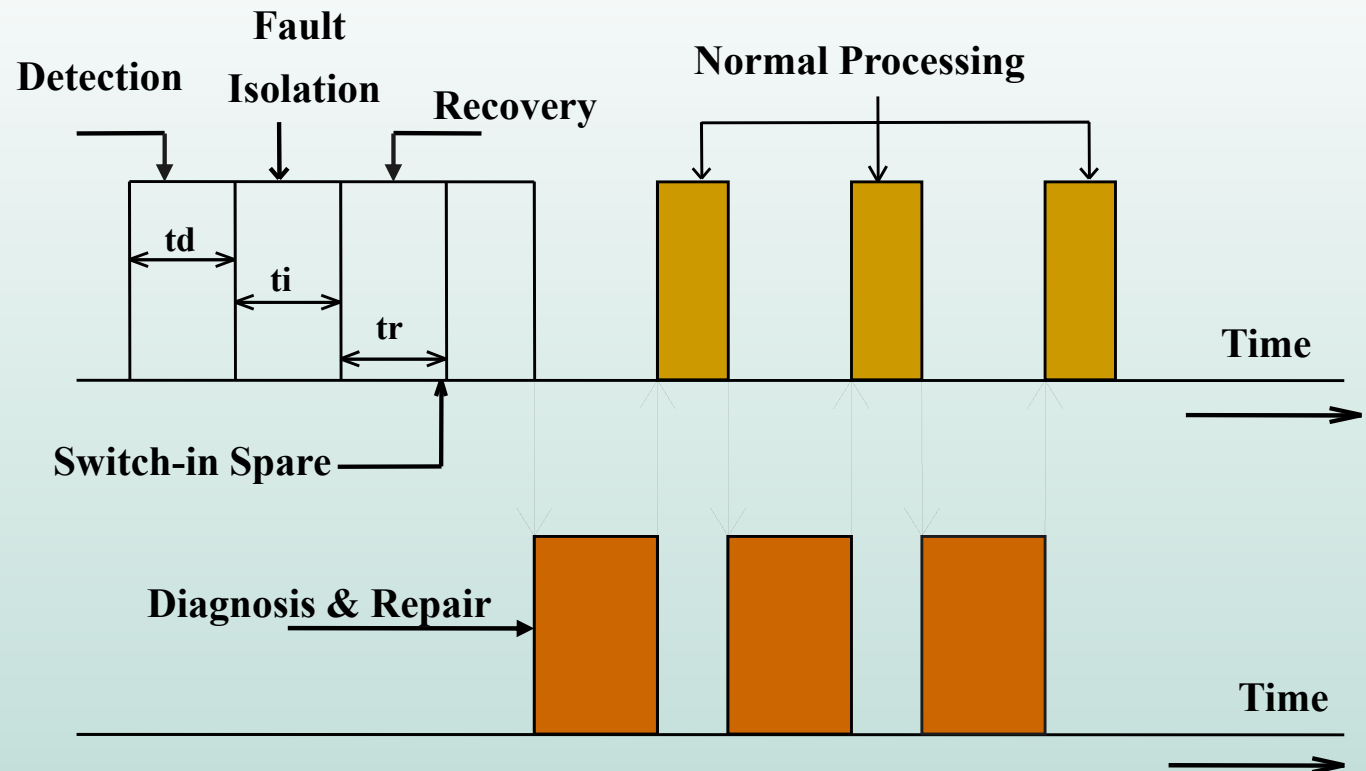 Fault
Isolation
Detection
Recovery
Normal Processing
td
ti
tr
Time
Switch-in Spare
Diagnosis & Repair
Time